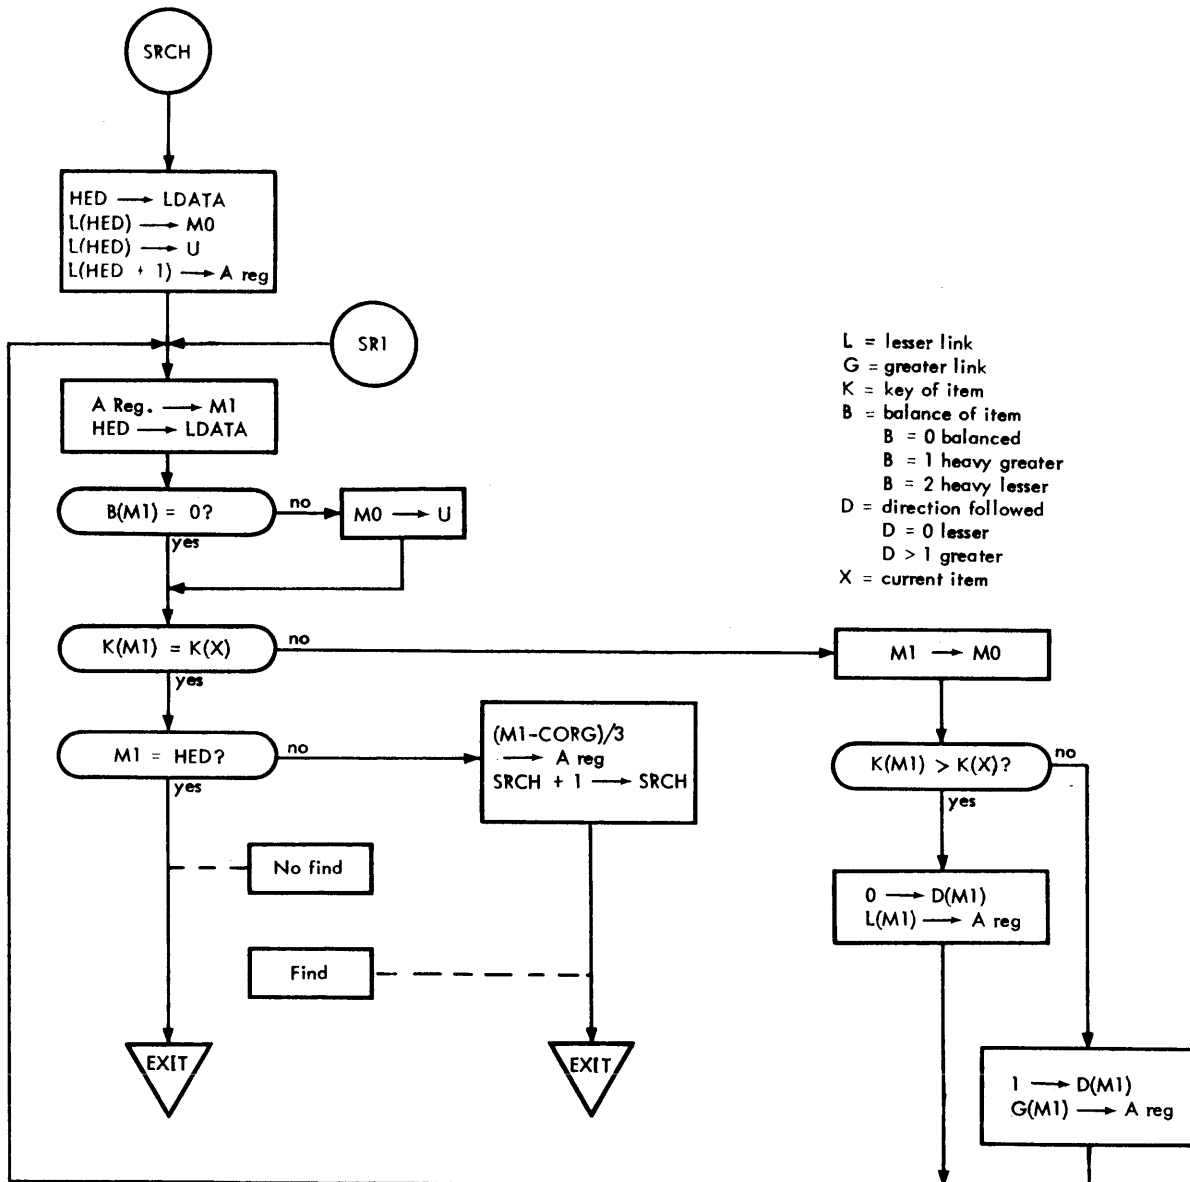 SRCH
HED → LDATA
L(HED) → M0
L(HED) → U
L(HED + 1) → A reg
SR1
A Reg. → M1
HED → LDATA
B(M1) = 0?
no
M0 → U
yes
K(M1) = K(X)
no
yes
M1 → M0
M1 = HED?
no
yes
(M1-CORG)/3
→ A reg
SRCH + 1 → SRCH
K(M1) > K(X)?
no
yes
No find
0 → D(M1)
L(M1) → A reg
Find
EXIT
EXIT
1 → D(M1)
G(M1) → A reg
L = lesser link
G = greater link
K = key of item
B = balance of item
B = 0 balanced
B = 1 heavy greater
B = 2 heavy lesser
D = direction followed
D = 0 lesser
D > 1 greater
X = current item